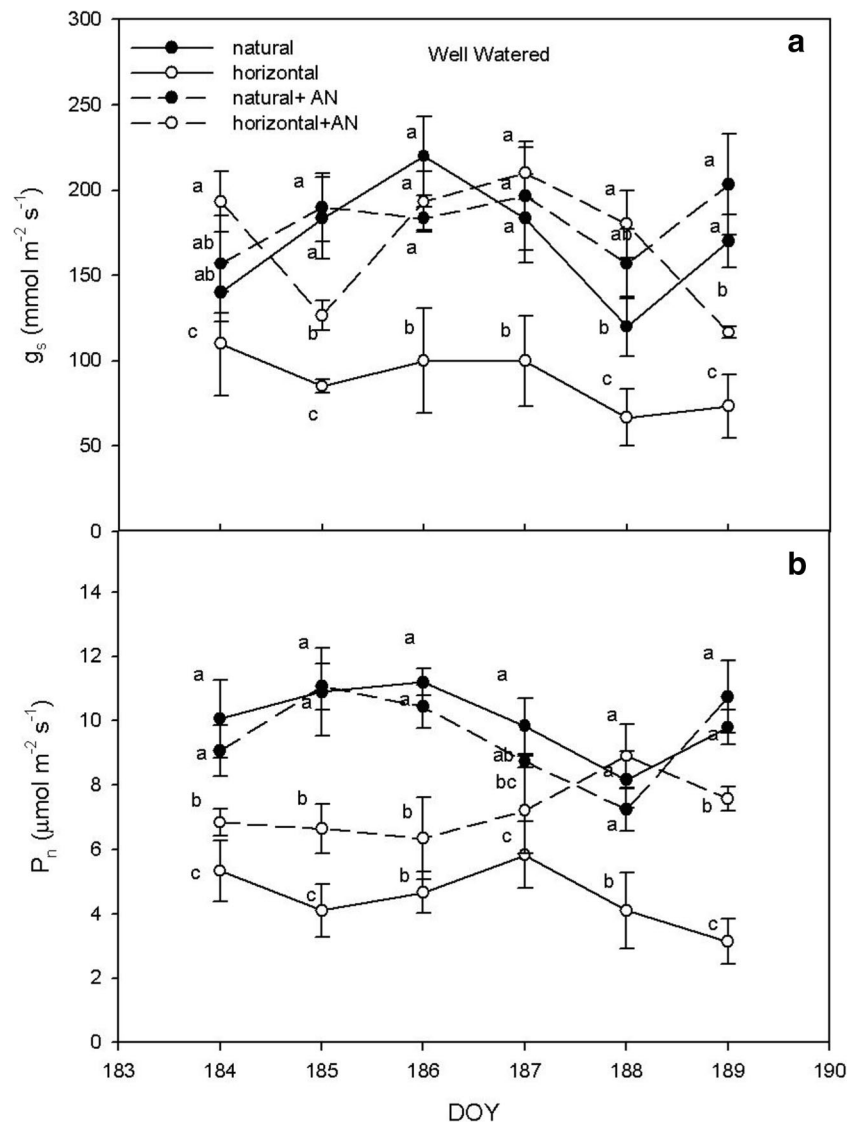 300
a
natural
Well Watered
horizontal
natural+ AN
horizontal+AN
250
a
a
a
a
a
a
a
a
200
ab
ab
a
a
a
a
150
ab
b
b
c
b
b
b
100
c
c
c
50
0
gs (mmol m-2 s-1)
b
14
12
a
a
a
a
a
a
a
a
10
a
ab
a
a
8
bc
b
b
b
a
b
6
c
c
b
b
4
c
c
2
0
Pn (µmol m-2 s-1)
183
184
185
186
187
188
189
190
DOY